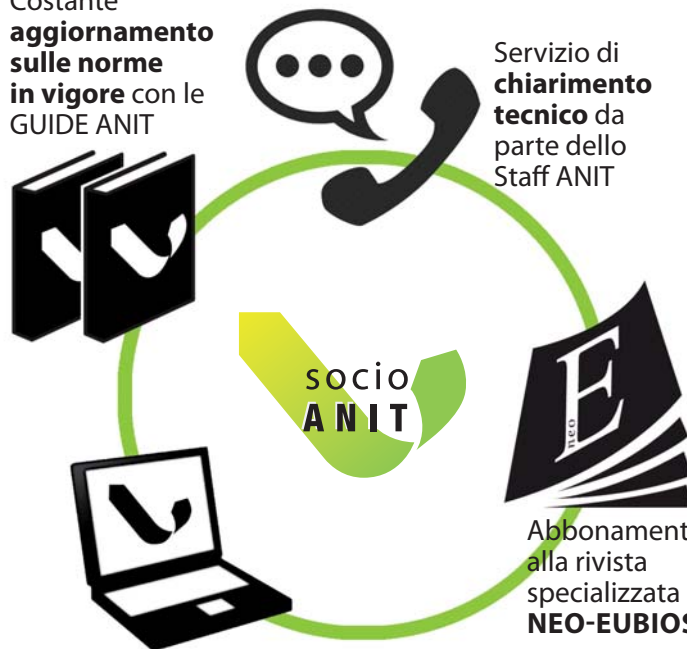 Costante
aggiornamento
sulle norme
in vigore con le
GUIDE ANIT
Servizio di
chiarimento
tecnico da
parte dello
Staff ANIT
socio
ANIT
E
neo
Abbonament
alla rivista
specializzata
NEO-EUBIOS